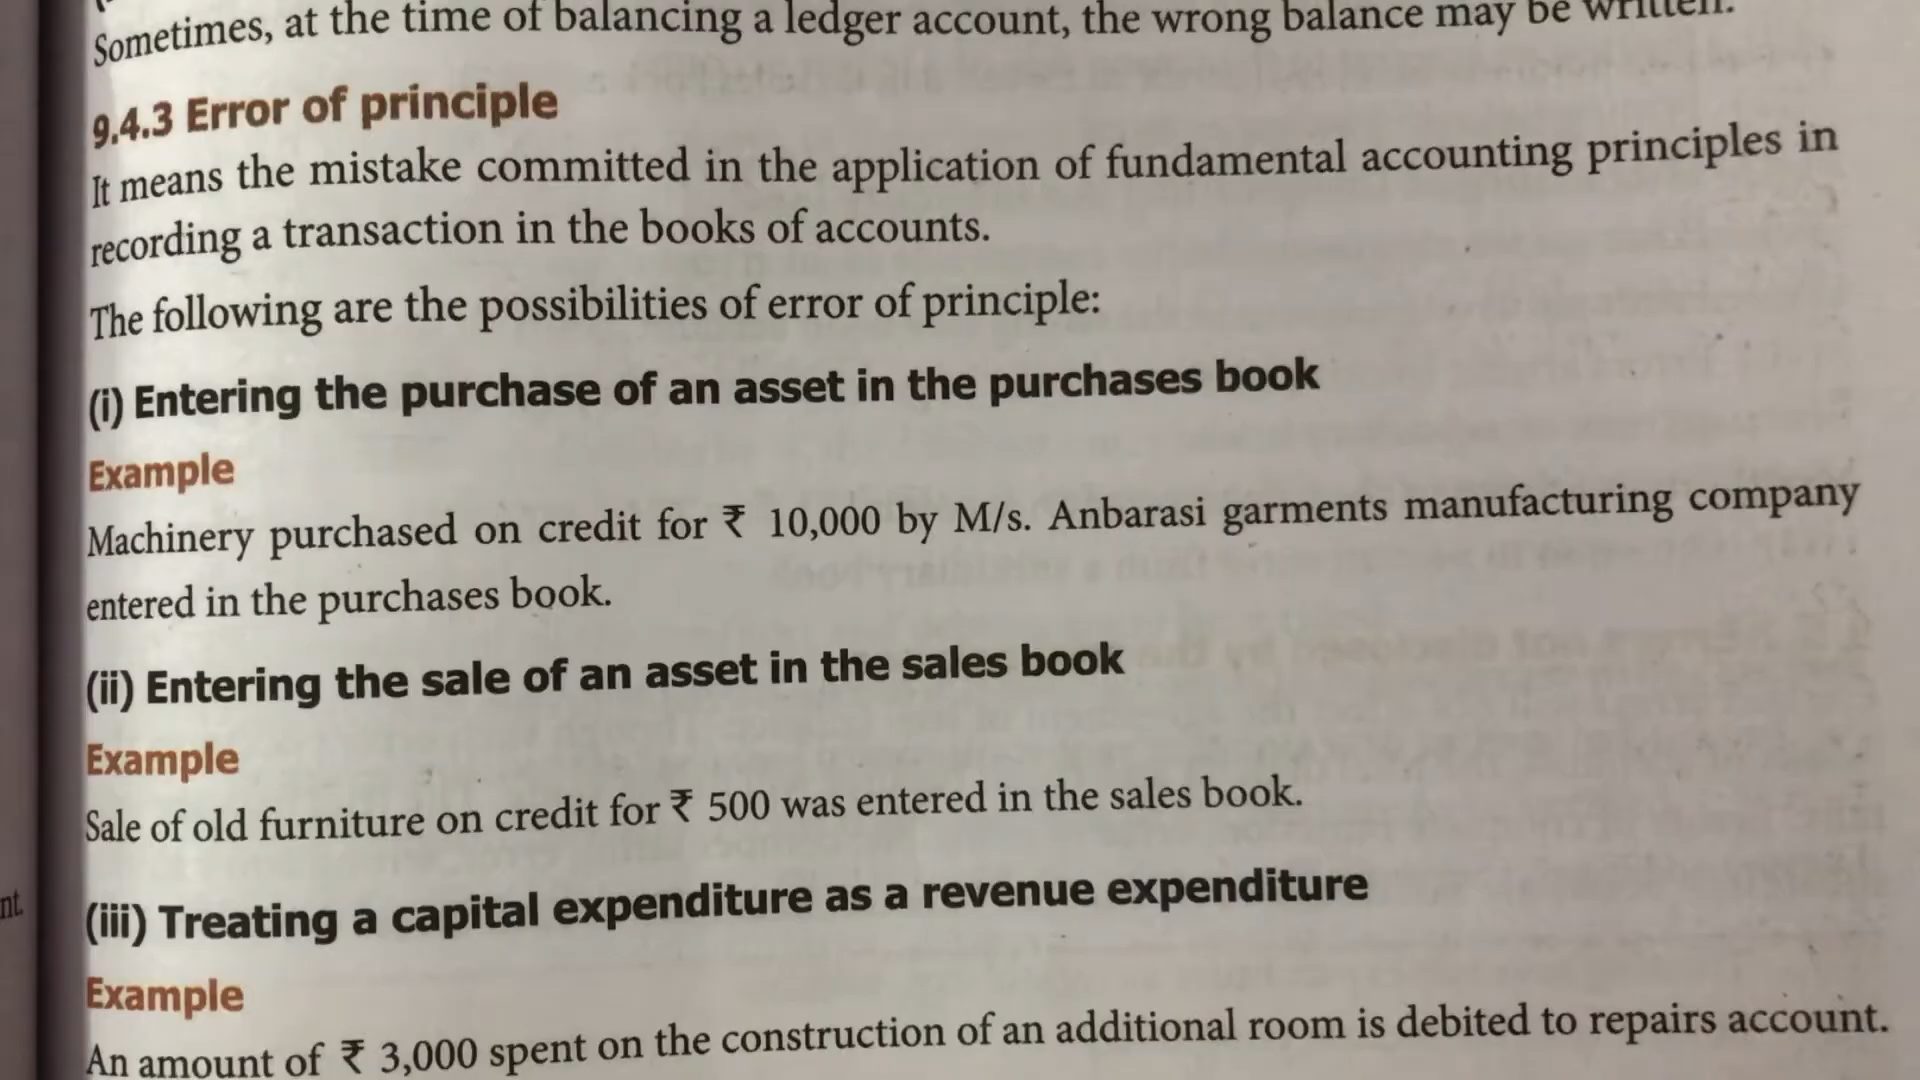 Sometimes, at the time of balancing a ledger account, the wrong balance may be written.
9.4.3 Error of principle
It means the mistake committed in the application of fundamental accounting principles in
recording a transaction in the books of accounts.
The following are the possibilities of error of principle:
(i) Entering the purchase of an asset in the purchases book
Example
Machinery purchased on credit for ₹ 10,000 by M/s. Anbarasi garments manufacturing company
entered in the purchases book.
(ii) Entering the sale of an asset in the sales book
Example
Sale of old furniture on credit for ₹ 500 was entered in the sales book.
nt.
(iii) Treating a capital expenditure as a revenue expenditure
Example
An amount of ₹ 3,000 spent on the construction of an additional room is debited to repairs account.